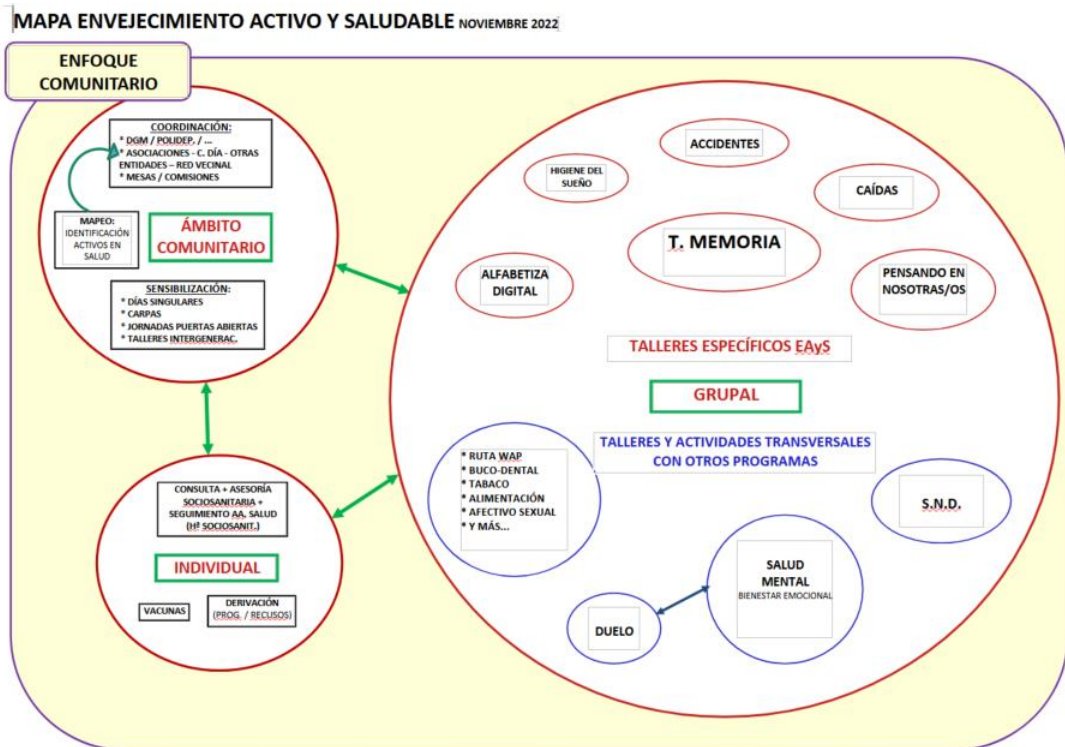 MAPA ENVEJECIMIENTO ACTIVO Y SALUDABLE NOVIEMBRE 2022
ENFOQUE
COMUNITARIO
COORDINACIÓN:
* DGM / POLIDEP, / ...
* ASOCIACIONES - C. DÍA - OTRAS
ENTIDADES – RED VECINAL
* MESAS / COMISIONES
MAPEO:
IDENTIFICACIÓN
ACTIVOS EN
SALUD
ÁMBITO
COMUNITARIO
SENSIBILIZACIÓN:
* DÍAS SINGULARES
* CARPAS
* JORNADAS PUERTAS ABIERTAS
* TALLERES INTERGENERAC.
CONSULTA + ASESORÍA
SOCIOSANITARIA +
SEGUIMIENTO AA. SALUD
(Hª SOCIOSANIT.)
INDIVIDUAL
VACUNAS
DERIVACIÓN
(PROG. / RECUSOS)
ACCIDENTES
HIGIENE DEL
SUEÑO
CAÍDAS
T. MEMORIA
ALFABETIZA
DIGITAL
PENSANDO EN
NOSOTRAS/OS
TALLERES ESPECÍFICOS EAyS
GRUPAL
TALLERES Y ACTIVIDADES TRANSVERSALES
CON OTROS PROGRAMAS
* RUTA WAP
* BUCO-DENTAL
* TABACO
* ALIMENTACIÓN
* AFECTIVO SEXUAL
* Y MÁS...
S.N.D.
SALUD
MENTAL
BIENESTAR EMOCIONAL
DUELO